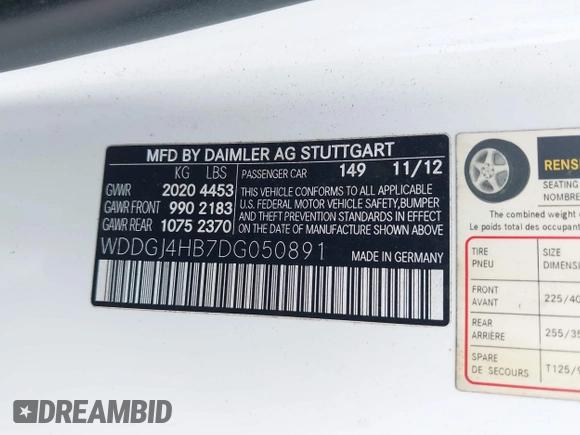 MFD BY DAIMLER AG STUTTGART
KG LBS PASSENGER CAR 149 11/12
GVWR 2020 4453
GAWR FRONT 990 2183
GAWR REAR 1075 2370
THIS VEHICLE CONFORMS TO ALL APPLICABLE
U.S. FEDERAL MOTOR VEHICLE SAFETY,BUMPER
AND THEFT PREVENTION STANDARDS IN EFFECT
ON THE DATE OF MANUFACTURE SHOWN ABOVE
WDDGJ4HB7DG050891 MADE IN GERMANY
SEATING
NOMBRE
The combined weight o
Le poids total des occupant
TIRE SIZE
PNEU
FRONT
AVANT 225/40
REAR
ARRIÈRE 255/35
SPARE
DE SECOURS T125/
DREAMBID